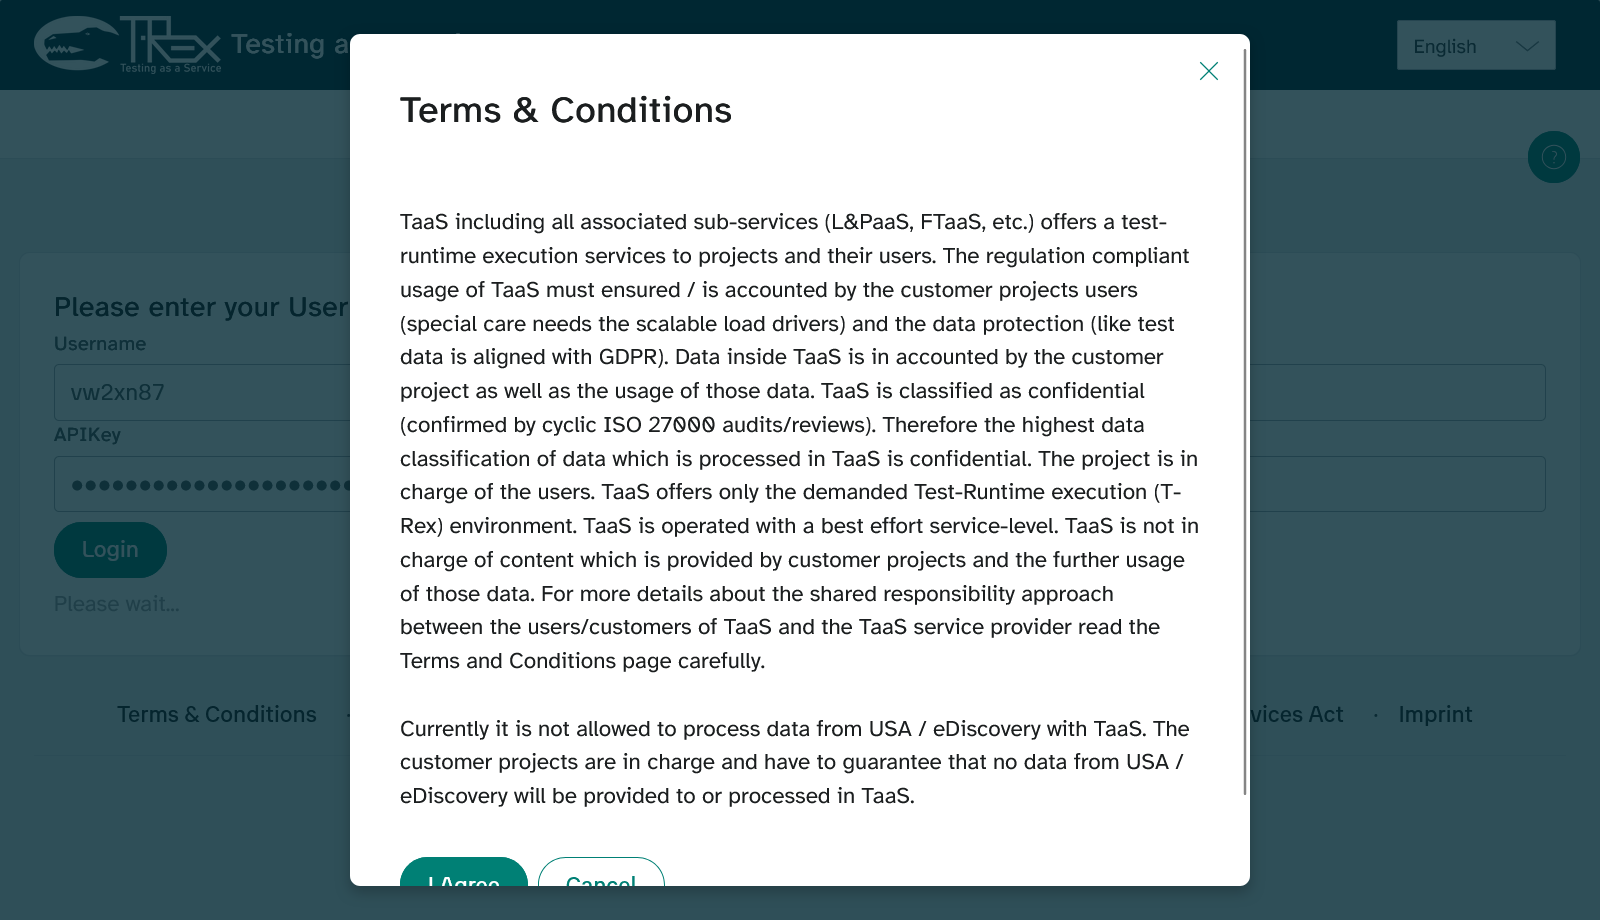 T-Rex
Testing as a Service
Testing a
English
Terms & Conditions
TaaS including all associated sub-services (L&PaaS, FTaaS, etc.) offers a test-
runtime execution services to projects and their users. The regulation compliant
usage of TaaS must ensured / is accounted by the customer projects users
(special care needs the scalable load drivers) and the data protection (like test
data is aligned with GDPR). Data inside TaaS is in accounted by the customer
project as well as the usage of those data. TaaS is classified as confidential
(confirmed by cyclic ISO 27000 audits/reviews). Therefore the highest data
classification of data which is processed in TaaS is confidential. The project is in
charge of the users. TaaS offers only the demanded Test-Runtime execution (T-
Rex) environment. TaaS is operated with a best effort service-level. TaaS is not in
charge of content which is provided by customer projects and the further usage
of those data. For more details about the shared responsibility approach
between the users/customers of TaaS and the TaaS service provider read the
Terms and Conditions page carefully.
Currently it is not allowed to process data from USA / eDiscovery with TaaS. The
customer projects are in charge and have to guarantee that no data from USA /
eDiscovery will be provided to or processed in TaaS.
I Agree
Cancel
Please enter your User
Username
vw2xn87
APIKey
Login
Please wait...
Terms & Conditions ·
vices Act · Imprint